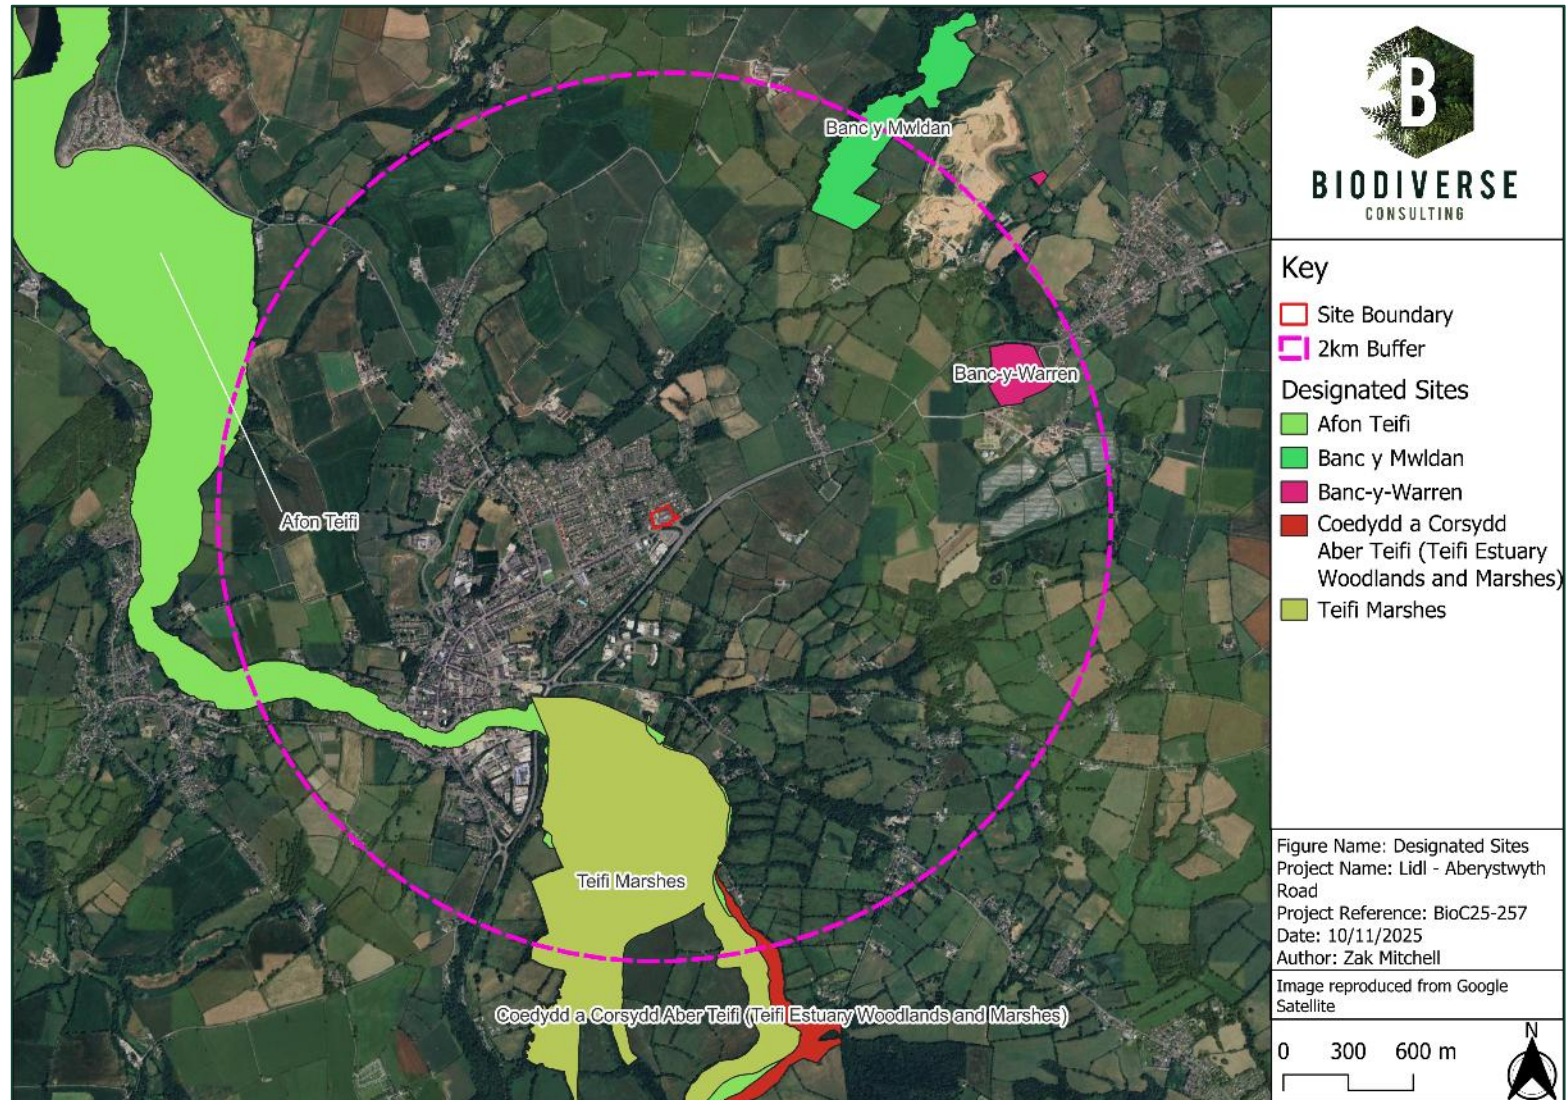 Banc y Mwldan
Banc-y-Warren
Afon Teifi
Teifi Marshes
Coedydd a Corsydd Aber Teifi (Teifi Estuary Woodlands and Marshes)
B
BIODIVERSE
CONSULTING
Key
Site Boundary
2km Buffer
Designated Sites
Afon Teifi
Banc y Mwldan
Banc-y-Warren
Coedydd a Corsydd
Aber Teifi (Teifi Estuary
Woodlands and Marshes)
Teifi Marshes
Figure Name: Designated Sites
Project Name: Lidl - Aberystwyth
Road
Project Reference: BioC25-257
Date: 10/11/2025
Author: Zak Mitchell
Image reproduced from Google
Satellite
0 300 600 m
N